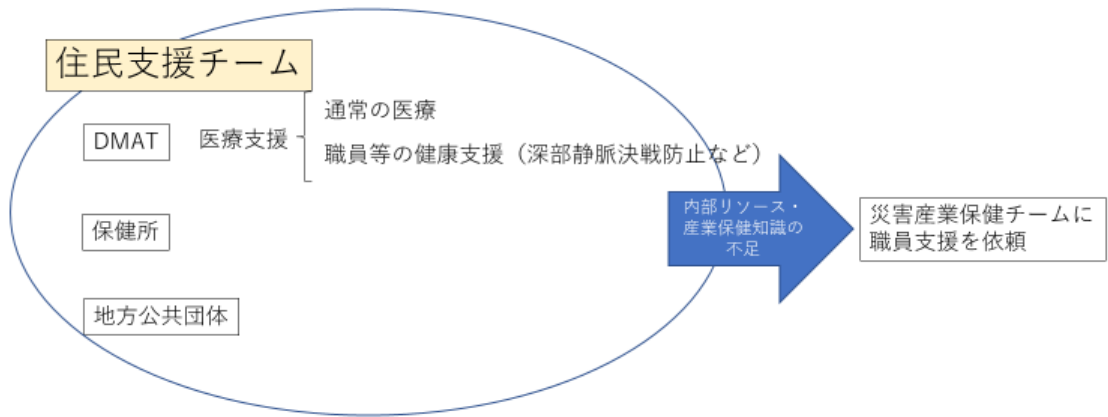 住民支援チーム
DMAT
医療支援
通常の医療
職員等の健康支援（深部静脈決戦防止など）
保健所
地方公共団体
内部リソース・
産業保健知識の
不足
災害産業保健チームに
職員支援を依頼